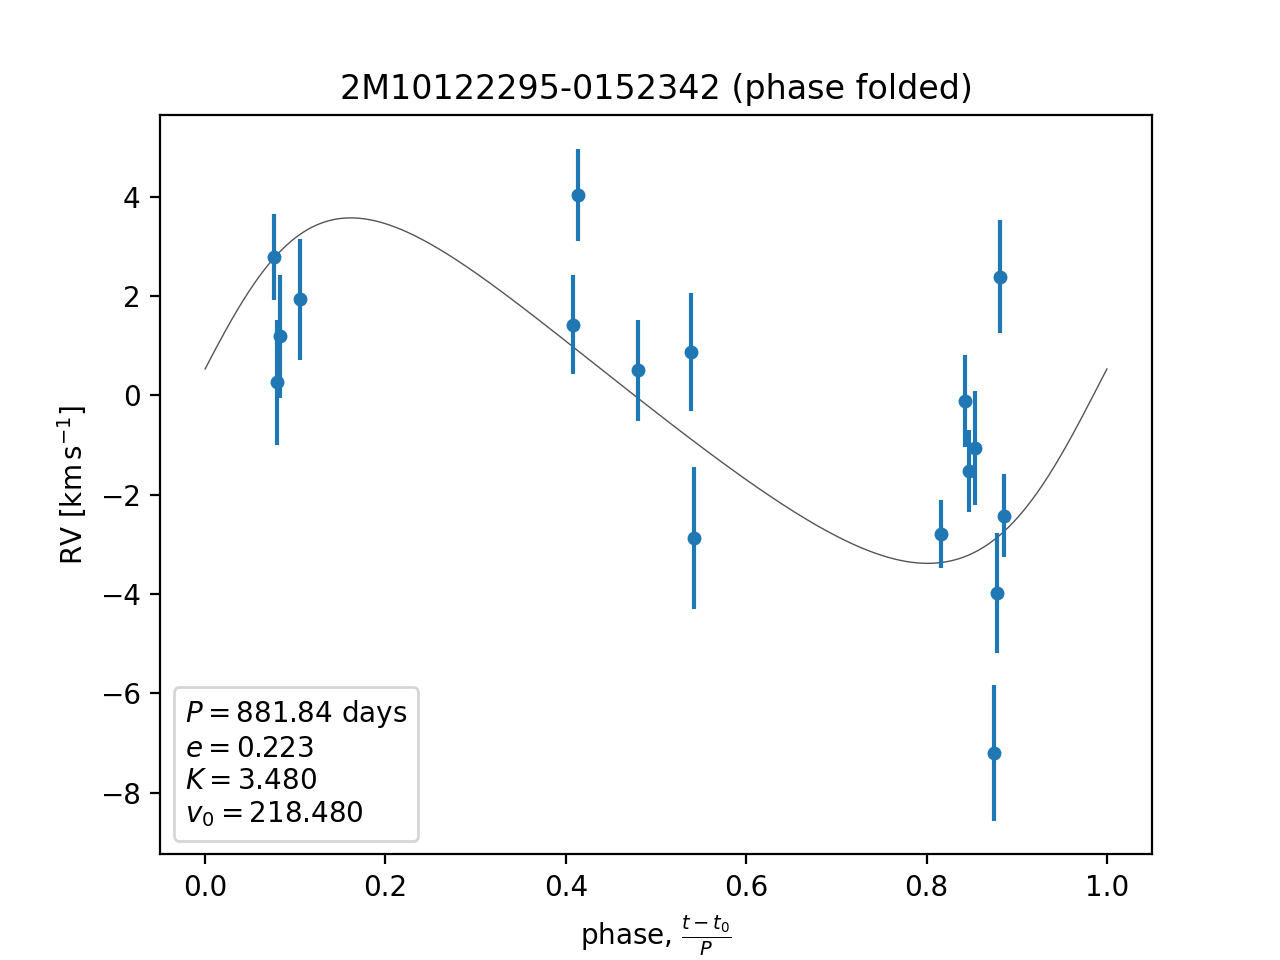 2M10122295-0152342 (phase folded)
4
2
0
−2
−4
−6
−8
RV [km s⁻¹]
P = 881.84 days
e = 0.223
K = 3.480
v₀ = 218.480
0.0 0.2 0.4 0.6 0.8 1.0
phase, (t − t₀)/P